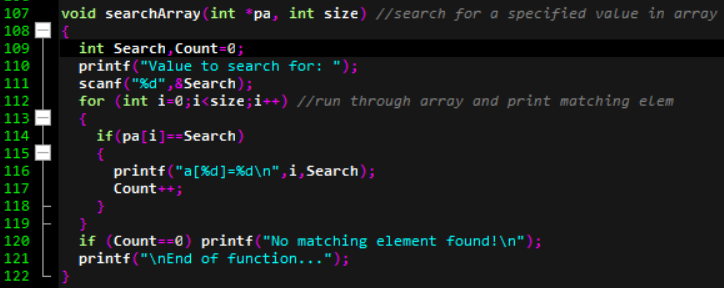 107 void searchArray(int *pa, int size) //search for a specified value in array
108 {
109 int Search,Count=0;
110 printf("Value to search for: ");
111 scanf("%d",&Search);
112 for (int i=0;i<size;i++) //run through array and print matching elem
113 {
114 if(pa[i]==Search)
115 {
116 printf("a[%d]=%d\n",i,Search);
117 Count++;
118 }
119 }
120 if (Count==0) printf("No matching element found!\n");
121 printf("\nEnd of function...");
122 }